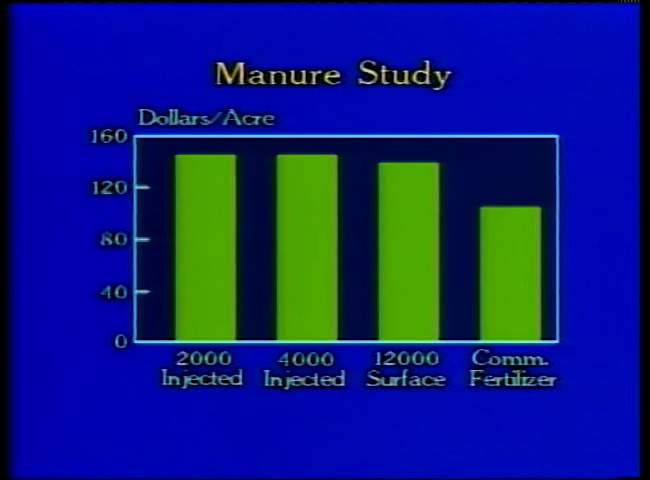 Manure Study
Dollars/Acre
160
120
80
40
0
2000 Injected
4000 Injected
12000 Surface
Comm. Fertilizer